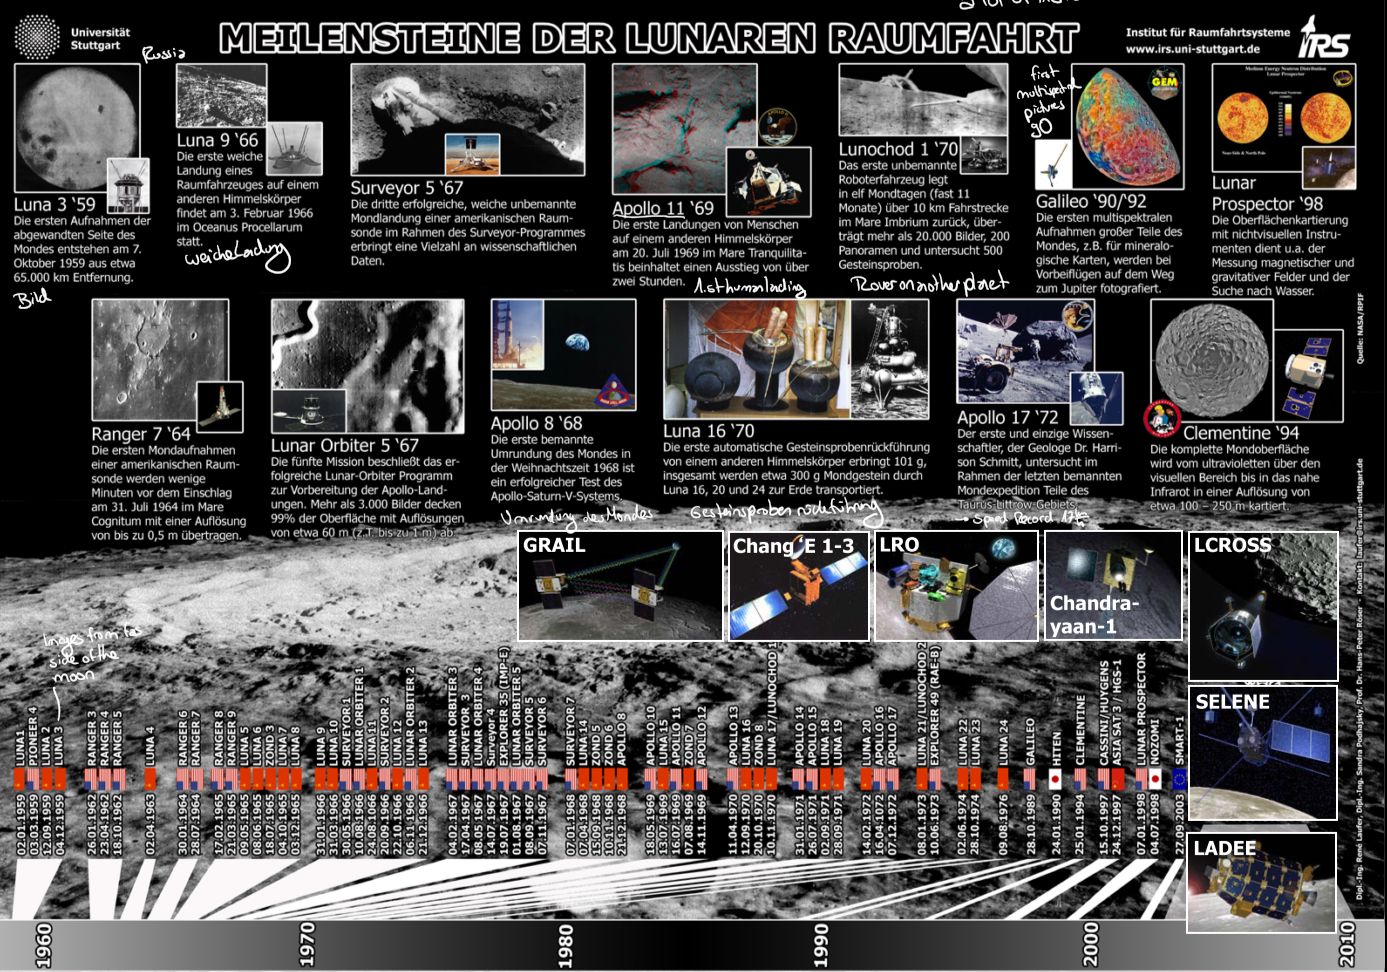 Universität
Stuttgart
MEILENSTEINE DER LUNAREN RAUMFAHRT
Institut für Raumfahrtsysteme
www.irs.uni-stuttgart.de
IRS
Russia
Luna 3 ‘59
Die ersten Aufnahmen der
abgewandten Seite des
Mondes entstehen am 7.
Oktober 1959 aus etwa
65.000 km Entfernung.
Bild
Luna 9 ‘66
Die erste weiche
Landung eines
Raumfahrzeuges auf einem
anderen Himmelskörper
findet am 3. Februar 1966
im Oceanus Procellarum
statt.
weiche Landung
Surveyor 5 ‘67
Die dritte erfolgreiche, weiche unbemannte
Mondlandung einer amerikanischen Raum-
sonde im Rahmen des Surveyor-Programmes
erbringt eine Vielzahl an wissenschaftlichen
Daten.
Apollo 11 ‘69
Die erste Landungen von Menschen
auf einem anderen Himmelskörper
am 20. Juli 1969 im Mare Tranquilita-
tis beinhaltet einen Ausstieg von über
zwei Stunden.
1.st human landing
Lunochod 1 ‘70
Das erste unbemannte
Roboterfahrzeug legt
in elf Mondtagen (fast 11
Monate) über 10 km Fahrstrecke
im Mare Imbrium zurück, über-
trägt mehr als 20.000 Bilder, 200
Panoramen und untersucht 500
Gesteinsproben.
Rover on another planet
first
multispectral
pictures
90
GEM
Galileo ‘90/‘92
Die ersten multispektralen
Aufnahmen großer Teile des
Mondes, z.B. für mineralo-
gische Karten, werden bei
Vorbeiflügen auf dem Weg
zum Jupiter fotografiert.
Medium Energy Neutron Distribution
Lunar Prospector
Lunar
Prospector ‘98
Die Oberflächenkartierung
mit nichtvisuellen Instru-
menten dient u.a. der
Messung magnetischer und
gravitativer Felder und der
Suche nach Wasser.
Ranger 7 ‘64
Die ersten Mondaufnahmen
einer amerikanischen Raum-
sonde werden wenige
Minuten vor dem Einschlag
am 31. Juli 1964 im Mare
Cognitum mit einer Auflösung
von bis zu 0,5 m übertragen.
Lunar Orbiter 5 ‘67
Die fünfte Mission beschließt das er-
folgreiche Lunar-Orbiter Programm
zur Vorbereitung der Apollo-Land-
ungen. Mehr als 3.000 Bilder decken
99% der Oberfläche mit Auflösungen
von etwa 60 m (z.T. bis zu 1 m) ab.
Apollo 8 ‘68
Die erste bemannte
Umrundung des Mondes in
der Weihnachtszeit 1968 ist
ein erfolgreicher Test des
Apollo-Saturn-V-Systems.
Umrundung des Mondes
Luna 16 ‘70
Die erste automatische Gesteinsprobenrückführung
von einem anderen Himmelskörper erbringt 101 g,
insgesamt werden etwa 300 g Mondgestein durch
Luna 16, 20 und 24 zur Erde transportiert.
Gesteinsproben rückführung
Apollo 17 ‘72
Der erste und einzige Wissen-
schaftler, der Geologe Dr. Harri-
son Schmitt, untersucht im
Rahmen der letzten bemannten
Mondexpedition Teile des
Taurus-Littrow-Gebiets.
Clementine ‘94
Die komplette Mondoberfläche
wird vom ultravioletten über den
visuellen Bereich bis in das nahe
Infrarot in einer Auflösung von
etwa 100 – 250 m kartiert.
Quelle: NASA/RPIF
Dipl.-Ing. René Laufer, Dipl.-Ing. Sandra Podhajsky, Prof. Dr. Hans-Peter Röser Kontakt: laufer@irs.uni-stuttgart.de
GRAIL
Chang´E 1-3
LRO
Chandra-
yaan-1
LCROSS
SELENE
LADEE
Images from
side of the
moon
02.01.1959 LUNA1
03.03.1959 PIONEER 4
12.09.1959 LUNA 2
04.12.1959 LUNA 3
26.01.1962 RANGER 3
23.04.1962 RANGER 4
18.10.1962 RANGER 5
02.04.1963 LUNA 4
30.01.1964 RANGER 6
28.07.1964 RANGER 7
17.02.1965 RANGER 8
21.03.1965 RANGER 9
09.05.1965 LUNA 5
08.06.1965 LUNA 6
18.07.1965 ZOND 3
04.10.1965 LUNA 7
03.12.1965 LUNA 8
31.01.1966 LUNA 9
31.03.1966 LUNA 10
30.05.1966 SURVEYOR 1
10.08.1966 LUNAR ORBITER 1
24.08.1966 LUNA 11
20.09.1966 SURVEYOR 2
22.10.1966 LUNA 12
06.11.1966 LUNAR ORBITER 2
21.12.1966 LUNA 13
04.02.1967 LUNAR ORBITER 3
17.04.1967 SURVEYOR 3
08.05.1967 LUNAR ORBITER 4
14.07.1967 Surveyor 4
19.07.1967 EXPLORER 35 (IMP-E)
01.08.1967 LUNAR ORBITER 5
08.09.1967 SURVEYOR 5
07.11.1967 SURVEYOR 6
07.01.1968 SURVEYOR 7
07.04.1968 LUNA 14
15.09.1968 ZOND 5
10.11.1968 ZOND 6
21.12.1968 APOLLO 8
18.05.1969 APOLLO 10
13.07.1969 LUNA 15
16.07.1969 APOLLO 11
07.08.1969 ZOND 7
14.11.1969 APOLLO 12
11.04.1970 APOLLO 13
12.09.1970 LUNA 16
20.10.1970 ZOND 8
10.11.1970 LUNA 17/LUNOCHOD 1
31.01.1971 APOLLO 14
26.07.1971 APOLLO 15
02.09.1971 LUNA 18
28.09.1971 LUNA 19
14.02.1972 LUNA 20
16.04.1972 APOLLO 16
07.12.1972 APOLLO 17
08.01.1973 LUNA 21/LUNOCHOD 2
10.06.1973 EXPLORER 49 (RAE-B)
02.06.1974 LUNA 22
28.10.1974 LUNA 23
09.08.1976 LUNA 24
28.10.1989 GALILEO
24.01.1990 HITEN
25.01.1994 CLEMENTINE
15.10.1997 CASSINI/HUYGENS
24.12.1997 ASIA SAT 3 / HGS-1
07.01.1998 LUNAR PROSPECTOR
04.07.1998 NOZOMI
27.09.2003 SMART-1
1960
1970
1980
1990
2000
2010